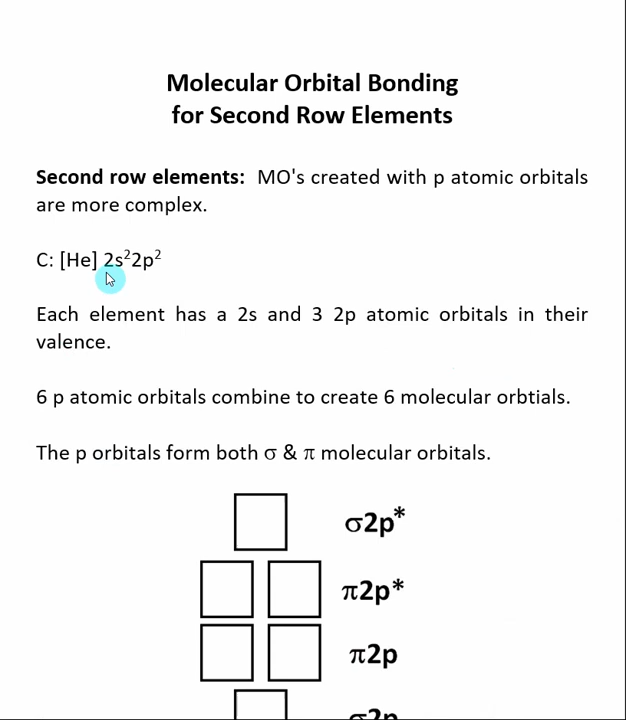 Molecular Orbital Bonding
for Second Row Elements
Second row elements: MO's created with p atomic orbitals
are more complex.
C: [He] 2s²2p²
Each element has a 2s and 3 2p atomic orbitals in their
valence.
6 p atomic orbitals combine to create 6 molecular orbtials.
The p orbitals form both σ & π molecular orbitals.
σ2p*
π2p*
π2p
σ2p